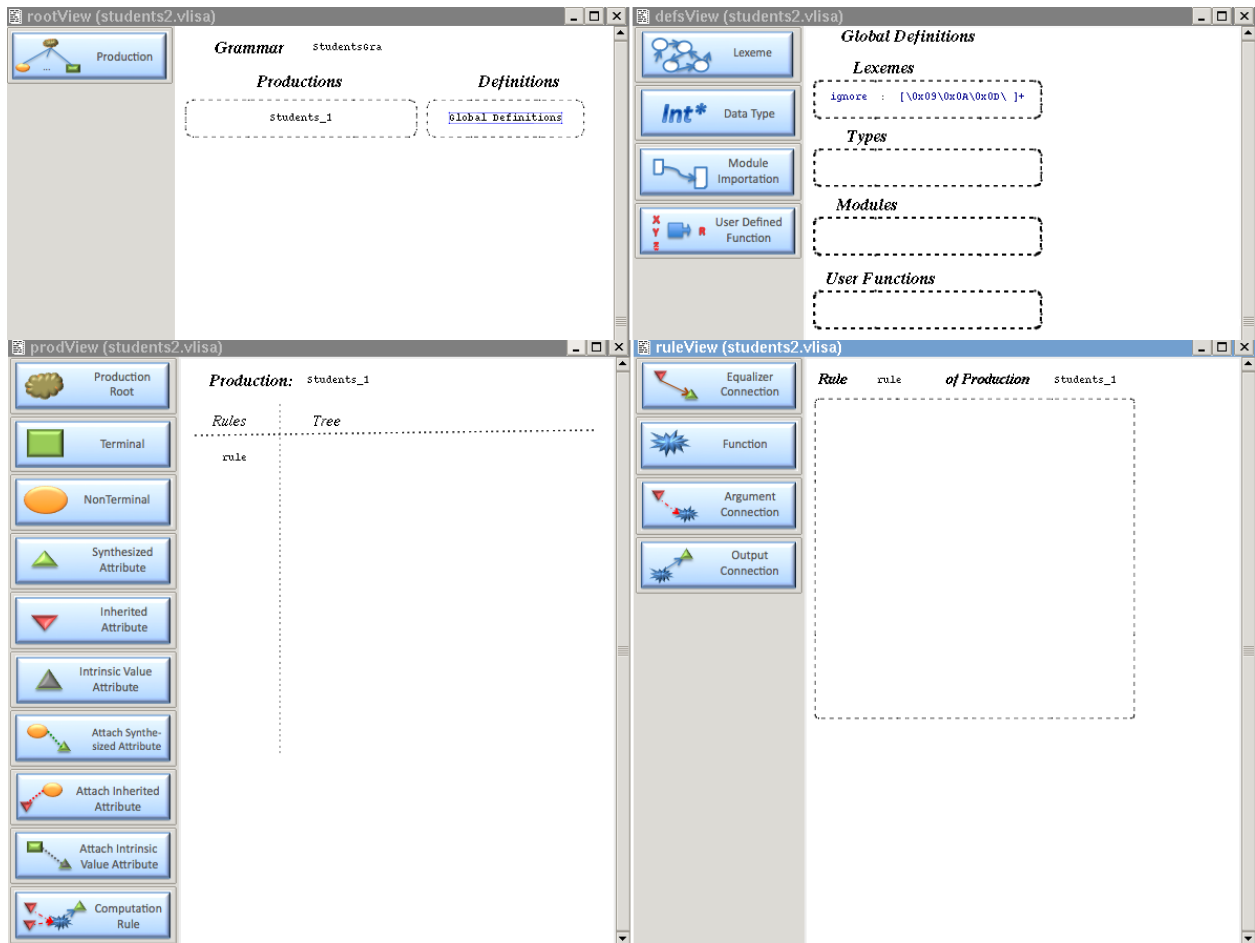 rootView (students2.vlisa)
Production
...
Grammar StudentsGra
Productions Definitions
Students_1 Global Definitions
defsView (students2.vlisa)
Lexeme
Int*
Data Type
Module
Importation
X
Y
Z
R
User Defined
Function
Global Definitions
Lexemes
ignore : [\0x09\0x0A\0x0D\ ]+
Types
Modules
User Functions
prodView (students2.vlisa)
Production
Root
Terminal
NonTerminal
Synthesized
Attribute
Inherited
Attribute
Intrinsic Value
Attribute
Attach Synthe-
sized Attribute
Attach Inherited
Attribute
Attach Intrinsic
Value Attribute
Computation
Rule
Production: Students_1
Rules Tree
rule
ruleView (students2.vlisa)
Equalizer
Connection
Function
Argument
Connection
Output
Connection
Rule rule of Production Students_1